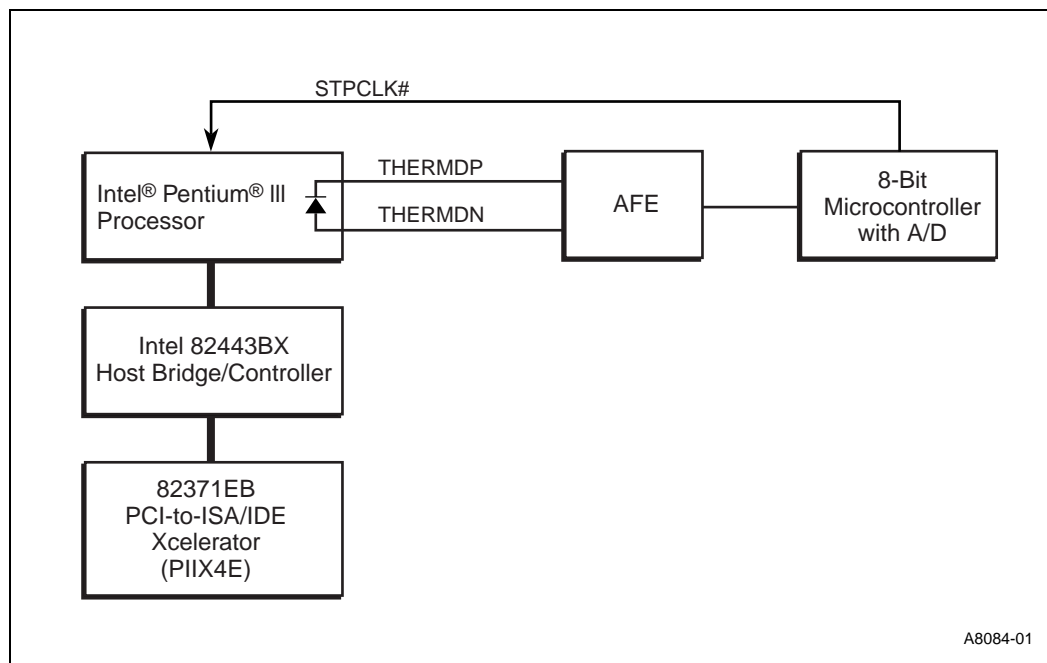 STPCLK#
Intel® Pentium® III
Processor
THERMDP
THERMDN
AFE
8-Bit
Microcontroller
with A/D
Intel 82443BX
Host Bridge/Controller
82371EB
PCI-to-ISA/IDE
Xcelerator
(PIIX4E)
A8084-01